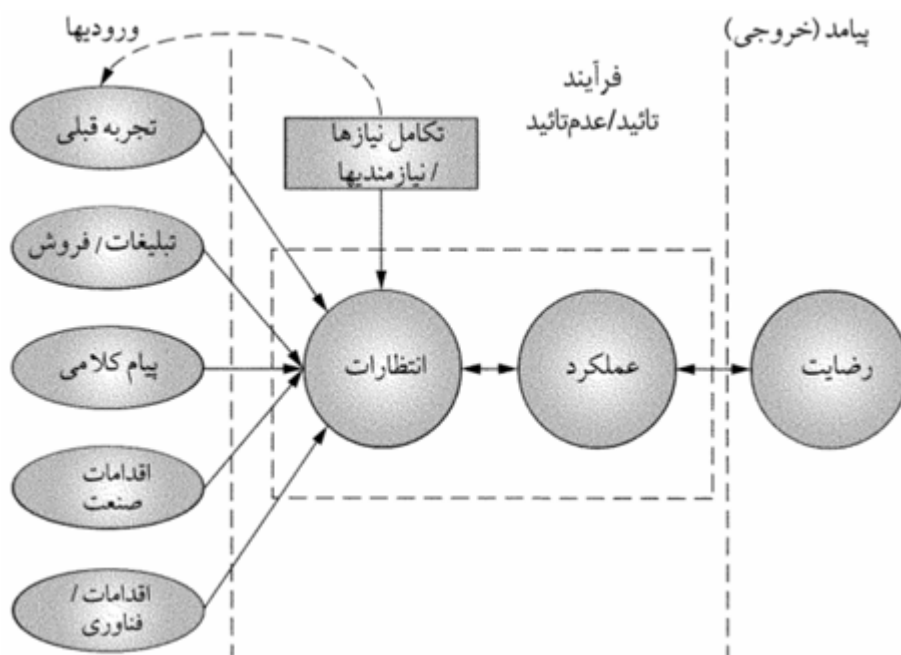 ورودیها
پیامد (خروجی)
فرآیند
تائید/عدم‌تائید
تجربه قبلی
تکامل نیازها
/ نیازمندیها
تبلیغات / فروش
پیام کلامی
انتظارات
عملکرد
رضایت
اقدامات
صنعت
اقدامات /
فناوری